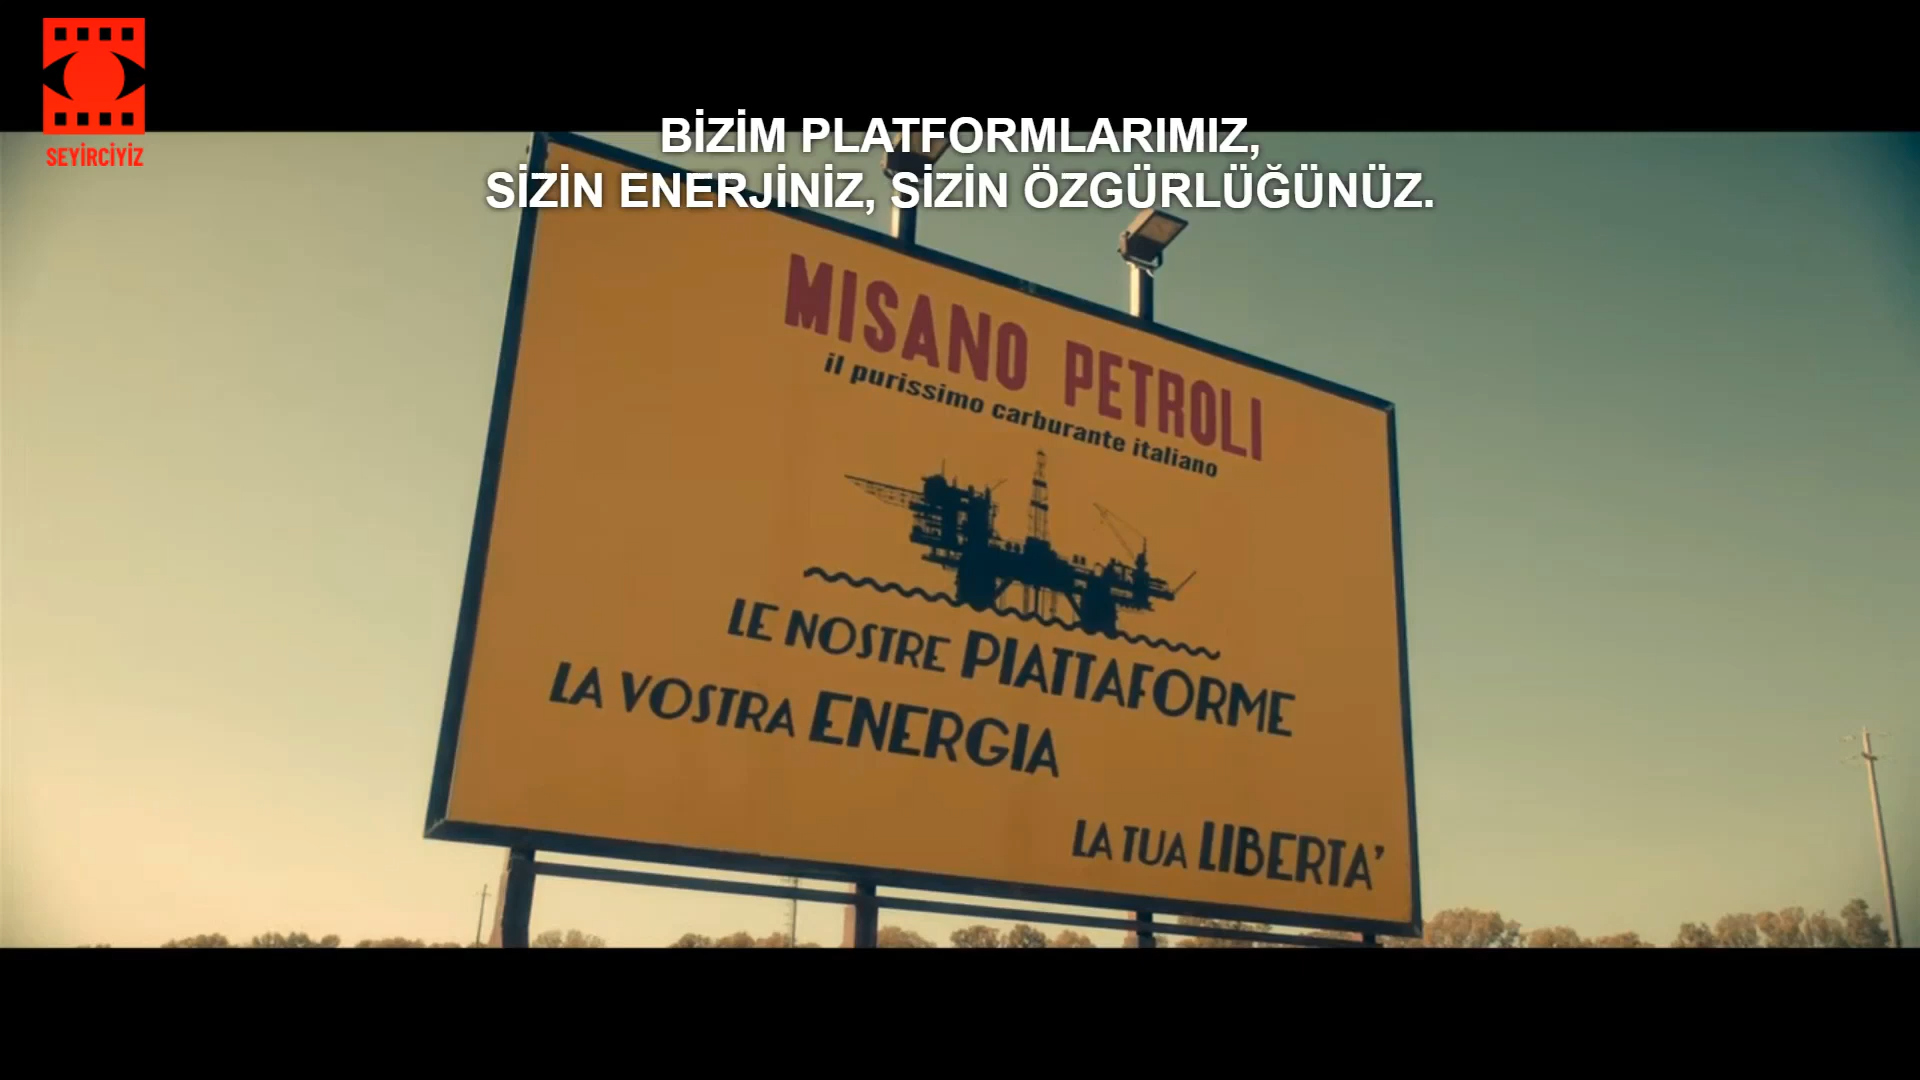 SEYİRCİYİZ
BİZİM PLATFORMLARIMIZ,
SİZİN ENERJİNİZ, SİZİN ÖZGÜRLÜĞÜNÜZ.
MISANO PETROLI
il purissimo carburante italiano
LE NOSTRE PIATTAFORME
LA VOSTRA ENERGIA
LA TUA LIBERTA'